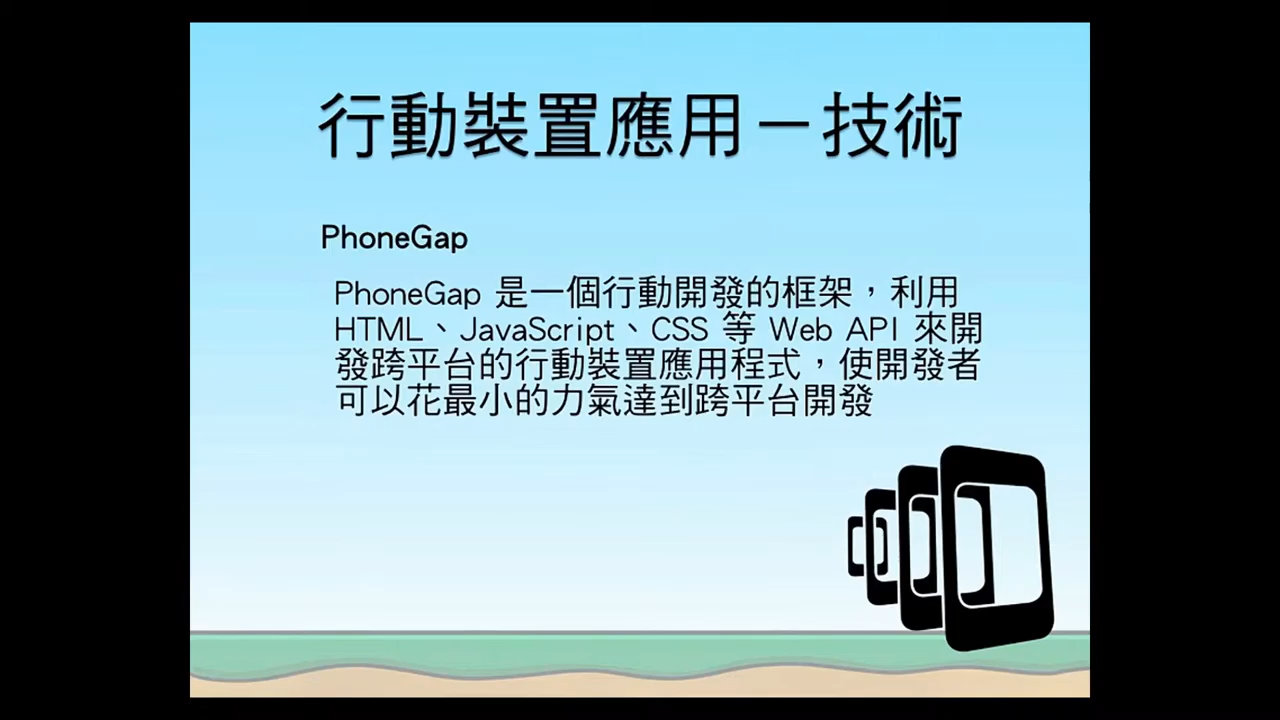 行動裝置應用－技術
PhoneGap
PhoneGap 是一個行動開發的框架，利用
HTML、JavaScript、CSS 等 Web API 來開
發跨平台的行動裝置應用程式，使開發者
可以花最小的力氣達到跨平台開發